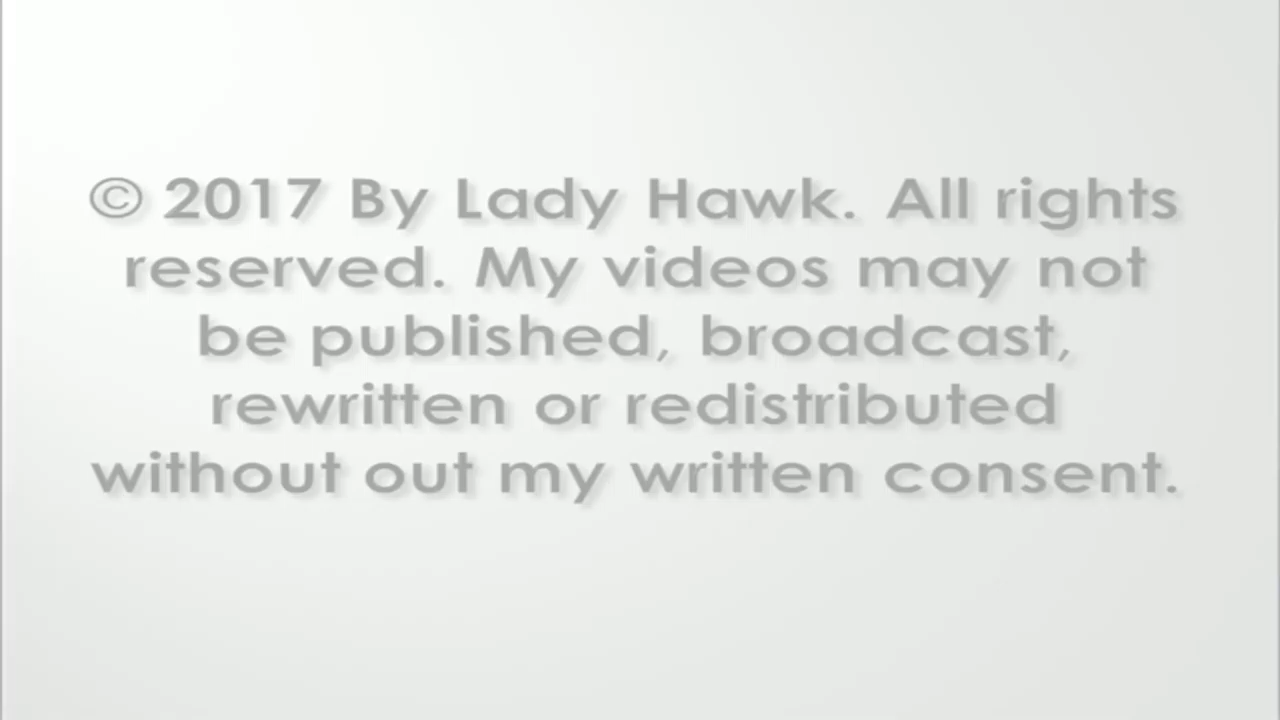 © 2017 By Lady Hawk. All rights
reserved. My videos may not
be published, broadcast,
rewritten or redistributed
without out my written consent.